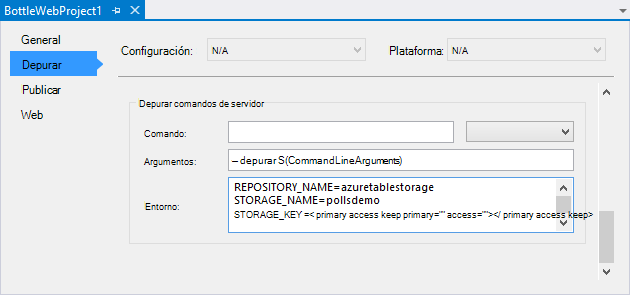 BottleWebProject1
General
Depurar
Publicar
Web
Configuración: N/A Plataforma: N/A
Depurar comandos de servidor
Comando:
Argumentos: -- depurar S(CommandLineArguments)
Entorno:
REPOSITORY_NAME=azuretablestorage
STORAGE_NAME=pollsdemo
STORAGE_KEY =< primary access keep primary="" access=""></ primary access keep>